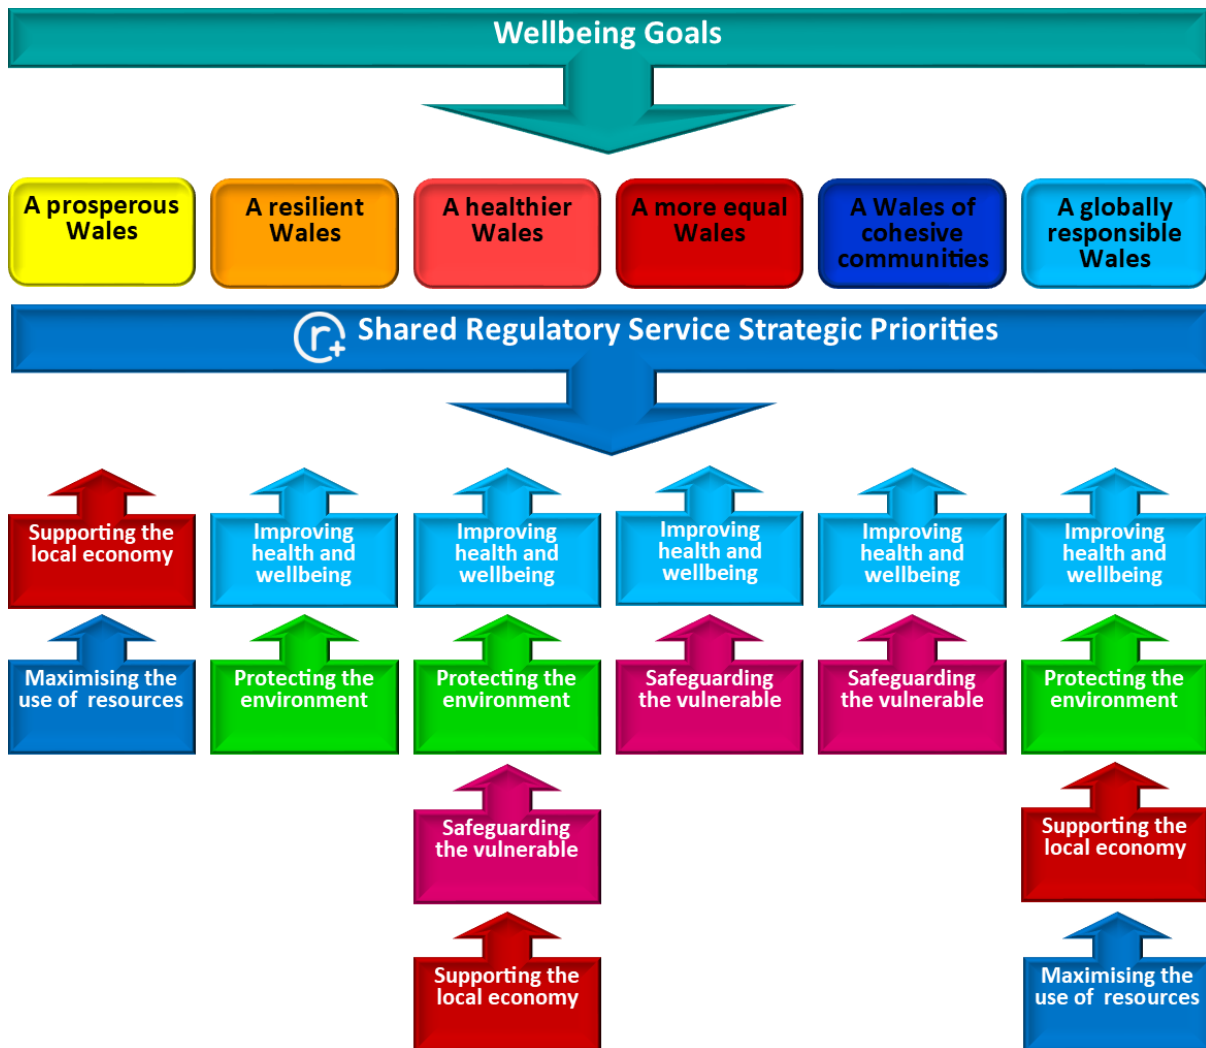 Wellbeing Goals
A prosperous
Wales
A resilient
Wales
A healthier
Wales
A more equal
Wales
A Wales of
cohesive
communities
A globally
responsible
Wales
r+ Shared Regulatory Service Strategic Priorities
Supporting the
local economy
Improving
health and
wellbeing
Improving
health and
wellbeing
Improving
health and
wellbeing
Improving
health and
wellbeing
Improving
health and
wellbeing
Maximising the
use of resources
Protecting the
environment
Protecting the
environment
Safeguarding
the vulnerable
Safeguarding
the vulnerable
Protecting the
environment
Safeguarding
the vulnerable
Supporting the
local economy
Supporting the
local economy
Maximising the
use of resources